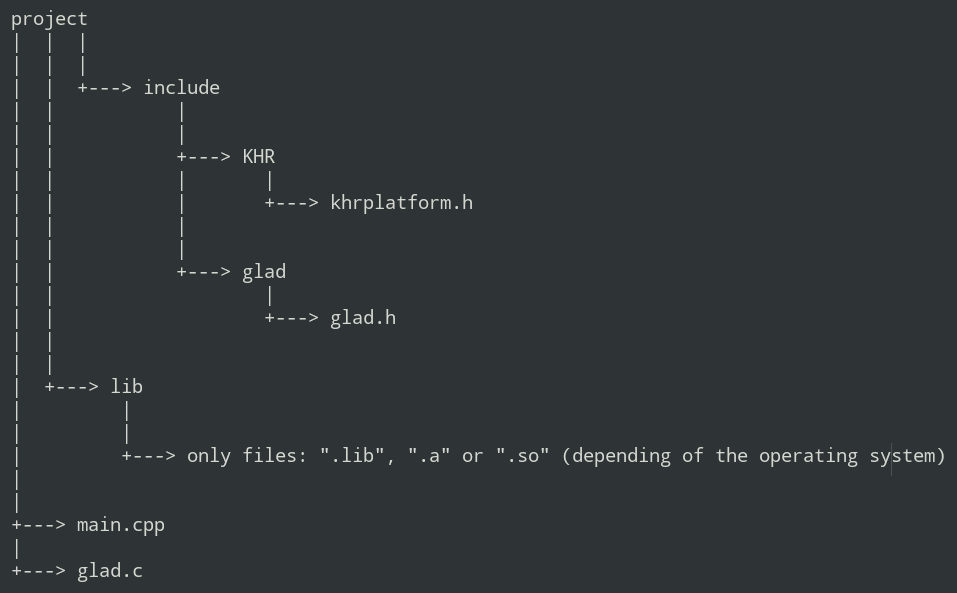 project
|  |  |
|  |  |
|  |  +---> include
|  |           |
|  |           |
|  |           +---> KHR
|  |           |       |
|  |           |       +---> khrplatform.h
|  |           |
|  |           |
|  |           +---> glad
|  |                   |
|  |                   +---> glad.h
|  |
|  |
|  +---> lib
|         |
|         |
|         +---> only files: ".lib", ".a" or ".so" (depending of the operating system)
|
|
+---> main.cpp
|
+---> glad.c